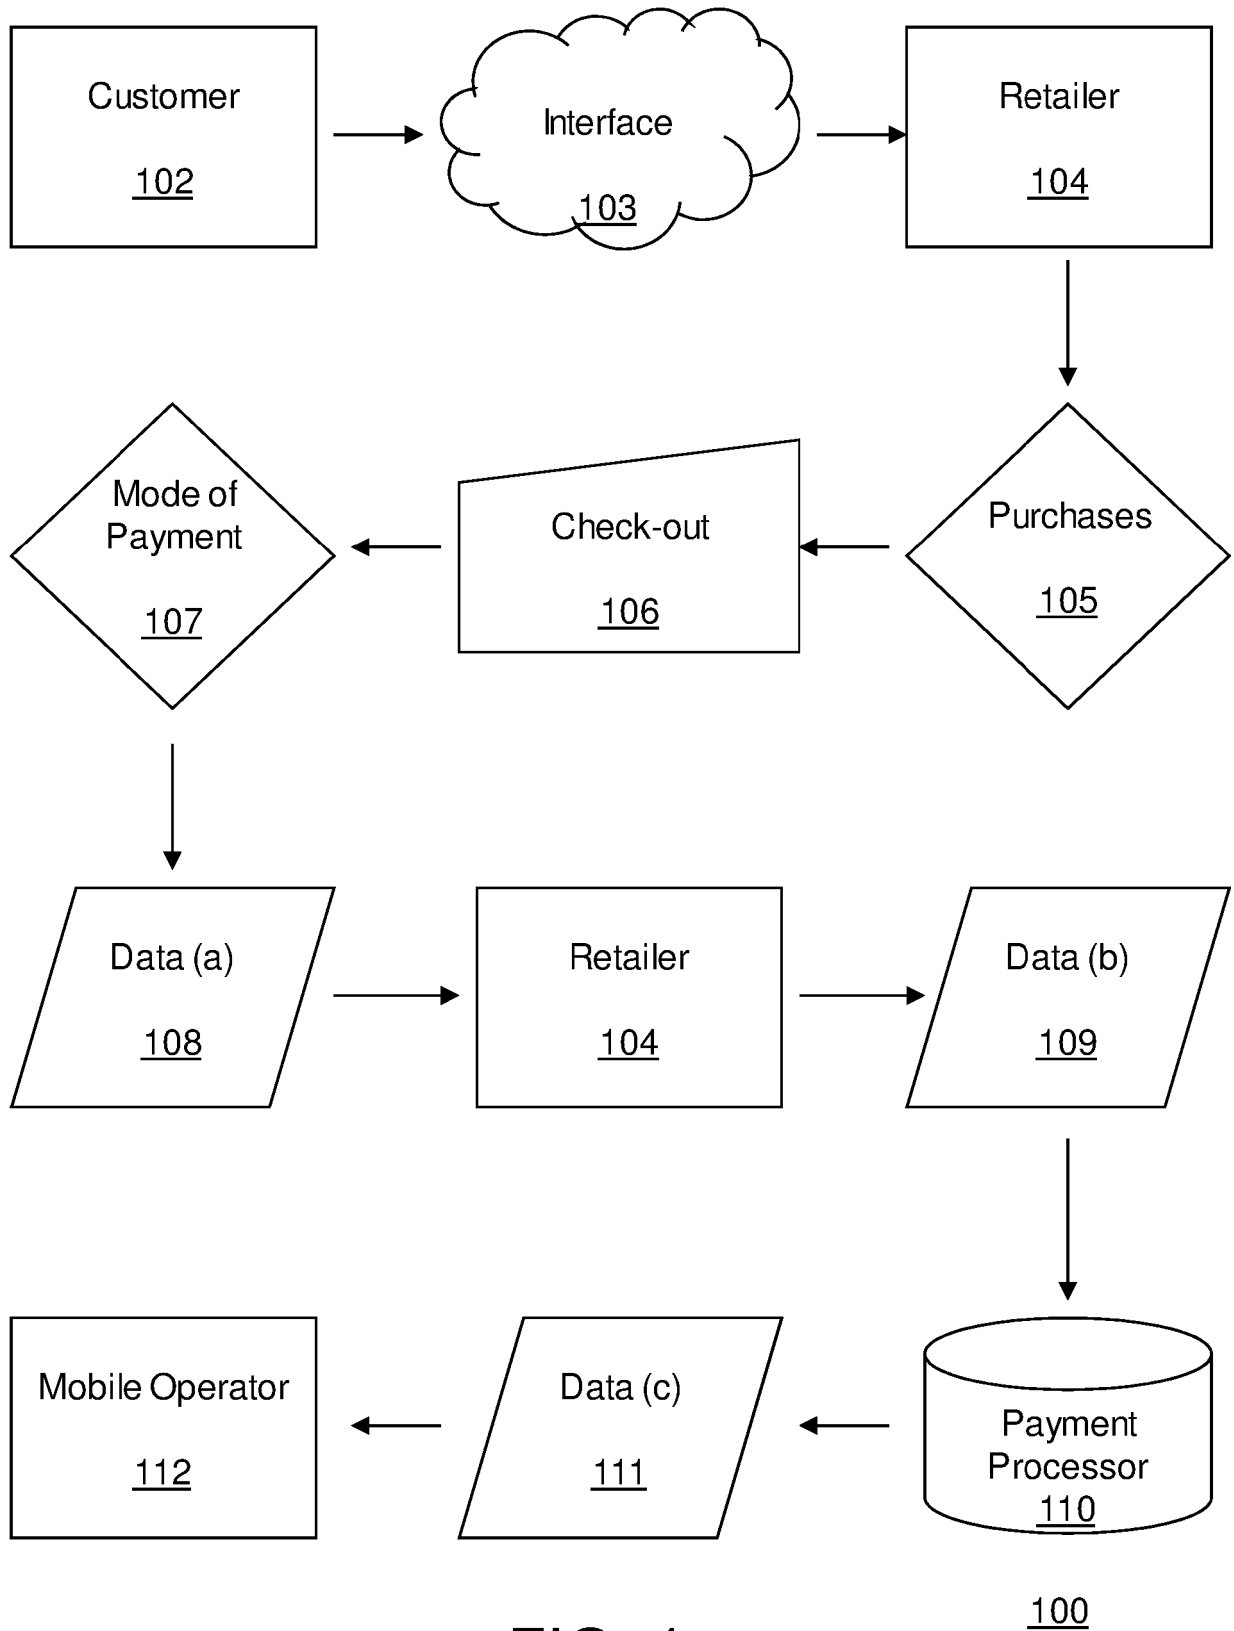 Customer
102
Interface
103
Retailer
104
Mode of
Payment
107
Check-out
106
Purchases
105
Data (a)
108
Retailer
104
Data (b)
109
Mobile Operator
112
Data (c)
111
Payment
Processor
110
100